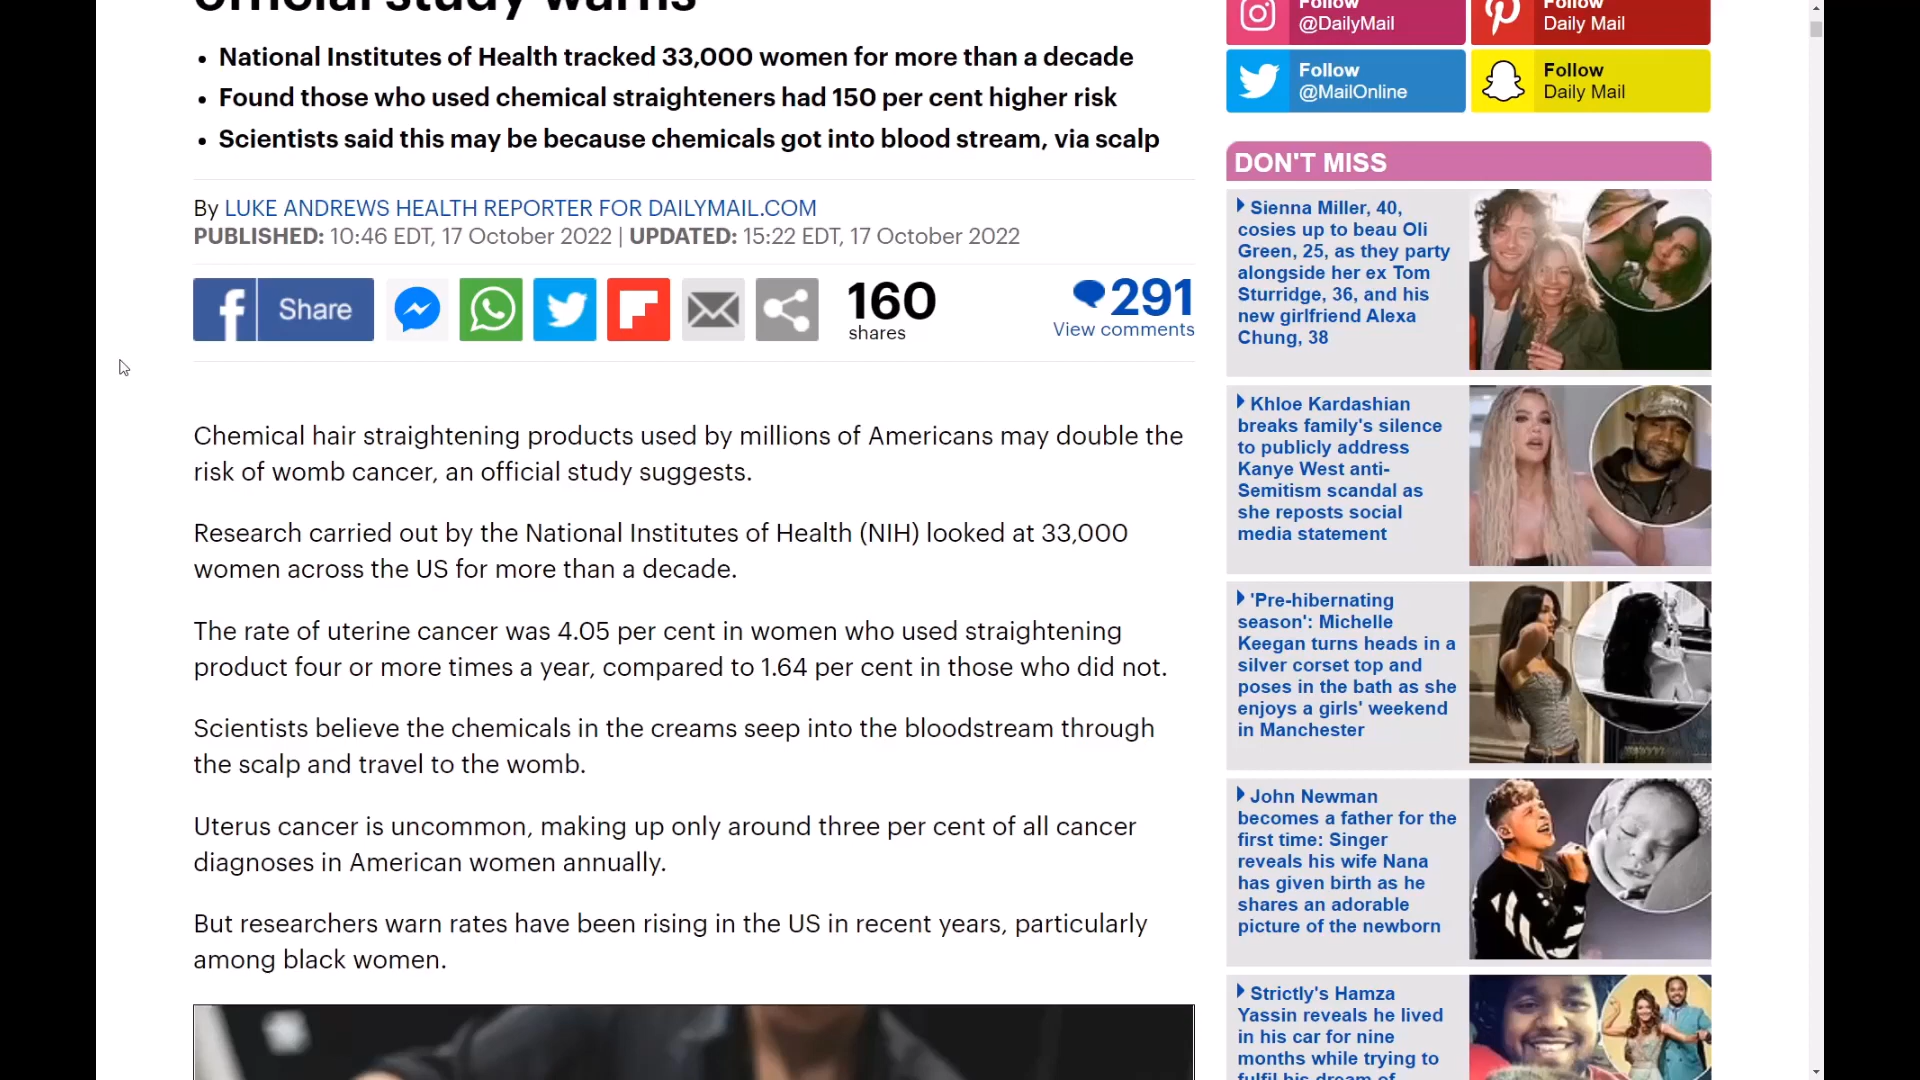 official study warns
• National Institutes of Health tracked 33,000 women for more than a decade
• Found those who used chemical straighteners had 150 per cent higher risk
• Scientists said this may be because chemicals got into blood stream, via scalp
By LUKE ANDREWS HEALTH REPORTER FOR DAILYMAIL.COM
PUBLISHED: 10:46 EDT, 17 October 2022 | UPDATED: 15:22 EDT, 17 October 2022
Share
160
shares
291
View comments
Chemical hair straightening products used by millions of Americans may double the
risk of womb cancer, an official study suggests.
Research carried out by the National Institutes of Health (NIH) looked at 33,000
women across the US for more than a decade.
The rate of uterine cancer was 4.05 per cent in women who used straightening
product four or more times a year, compared to 1.64 per cent in those who did not.
Scientists believe the chemicals in the creams seep into the bloodstream through
the scalp and travel to the womb.
Uterus cancer is uncommon, making up only around three per cent of all cancer
diagnoses in American women annually.
But researchers warn rates have been rising in the US in recent years, particularly
among black women.
Follow
@DailyMail
Follow
Daily Mail
Follow
@MailOnline
Follow
Daily Mail
DON'T MISS
Sienna Miller, 40,
cosies up to beau Oli
Green, 25, as they party
alongside her ex Tom
Sturridge, 36, and his
new girlfriend Alexa
Chung, 38
Khloe Kardashian
breaks family's silence
to publicly address
Kanye West anti-
Semitism scandal as
she reposts social
media statement
'Pre-hibernating
season': Michelle
Keegan turns heads in a
silver corset top and
poses in the bath as she
enjoys a girls' weekend
in Manchester
John Newman
becomes a father for the
first time: Singer
reveals his wife Nana
has given birth as he
shares an adorable
picture of the newborn
Strictly's Hamza
Yassin reveals he lived
in his car for nine
months while trying to
fulfil his dream of